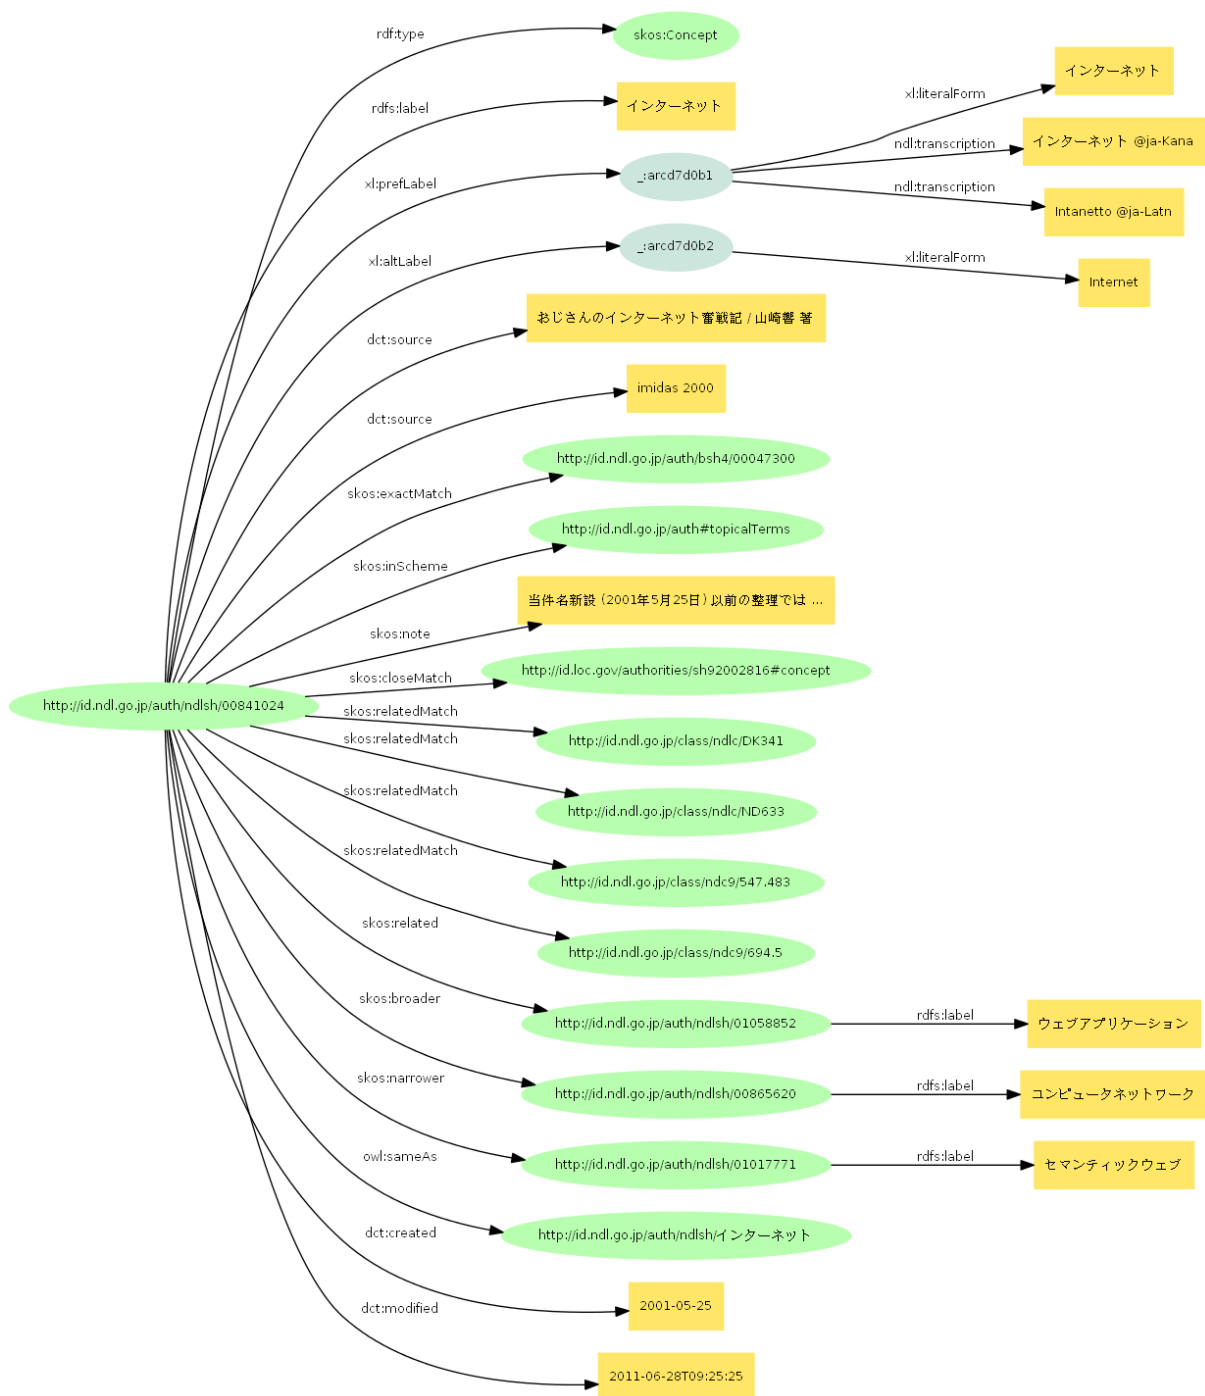 rdf:type
skos:Concept
rdfs:label
インターネット
xl:prefLabel
_:arcd7d0b1
xl:literalForm
インターネット
ndl:transcription
インターネット @ja-Kana
ndl:transcription
Intanetto @ja-Latn
xl:altLabel
_:arcd7d0b2
xl:literalForm
Internet
dct:source
おじさんのインターネット奮戦記 / 山崎響 著
dct:source
imidas 2000
skos:exactMatch
http://id.ndl.go.jp/auth/bsh4/00047300
skos:inScheme
http://id.ndl.go.jp/auth#topicalTerms
skos:note
当件名新設 (2001年5月25日) 以前の整理では ...
http://id.ndl.go.jp/auth/ndlsh/00841024
skos:closeMatch
http://id.loc.gov/authorities/sh92002816#concept
skos:relatedMatch
http://id.ndl.go.jp/class/ndlc/DK341
skos:relatedMatch
http://id.ndl.go.jp/class/ndlc/ND633
skos:relatedMatch
http://id.ndl.go.jp/class/ndc9/547.483
skos:relatedMatch
http://id.ndl.go.jp/class/ndc9/694.5
skos:related
http://id.ndl.go.jp/auth/ndlsh/01058852
rdfs:label
ウェブアプリケーション
skos:broader
http://id.ndl.go.jp/auth/ndlsh/00865620
rdfs:label
コンピュータネットワーク
skos:narrower
http://id.ndl.go.jp/auth/ndlsh/01017771
rdfs:label
セマンティックウェブ
owl:sameAs
http://id.ndl.go.jp/auth/ndlsh/インターネット
dct:created
2001-05-25
dct:modified
2011-06-28T09:25:25